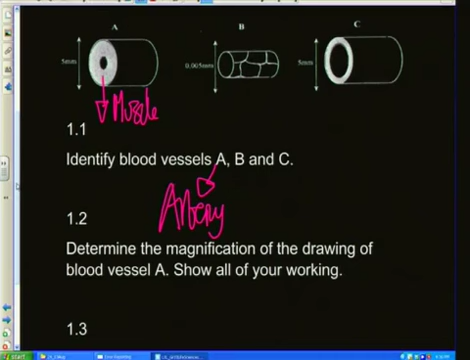 A B C
5mm 0.005mm 5mm
Muscle
1.1
Identify blood vessels A, B and C.
Artery
1.2
Determine the magnification of the drawing of
blood vessel A. Show all of your working.
1.3